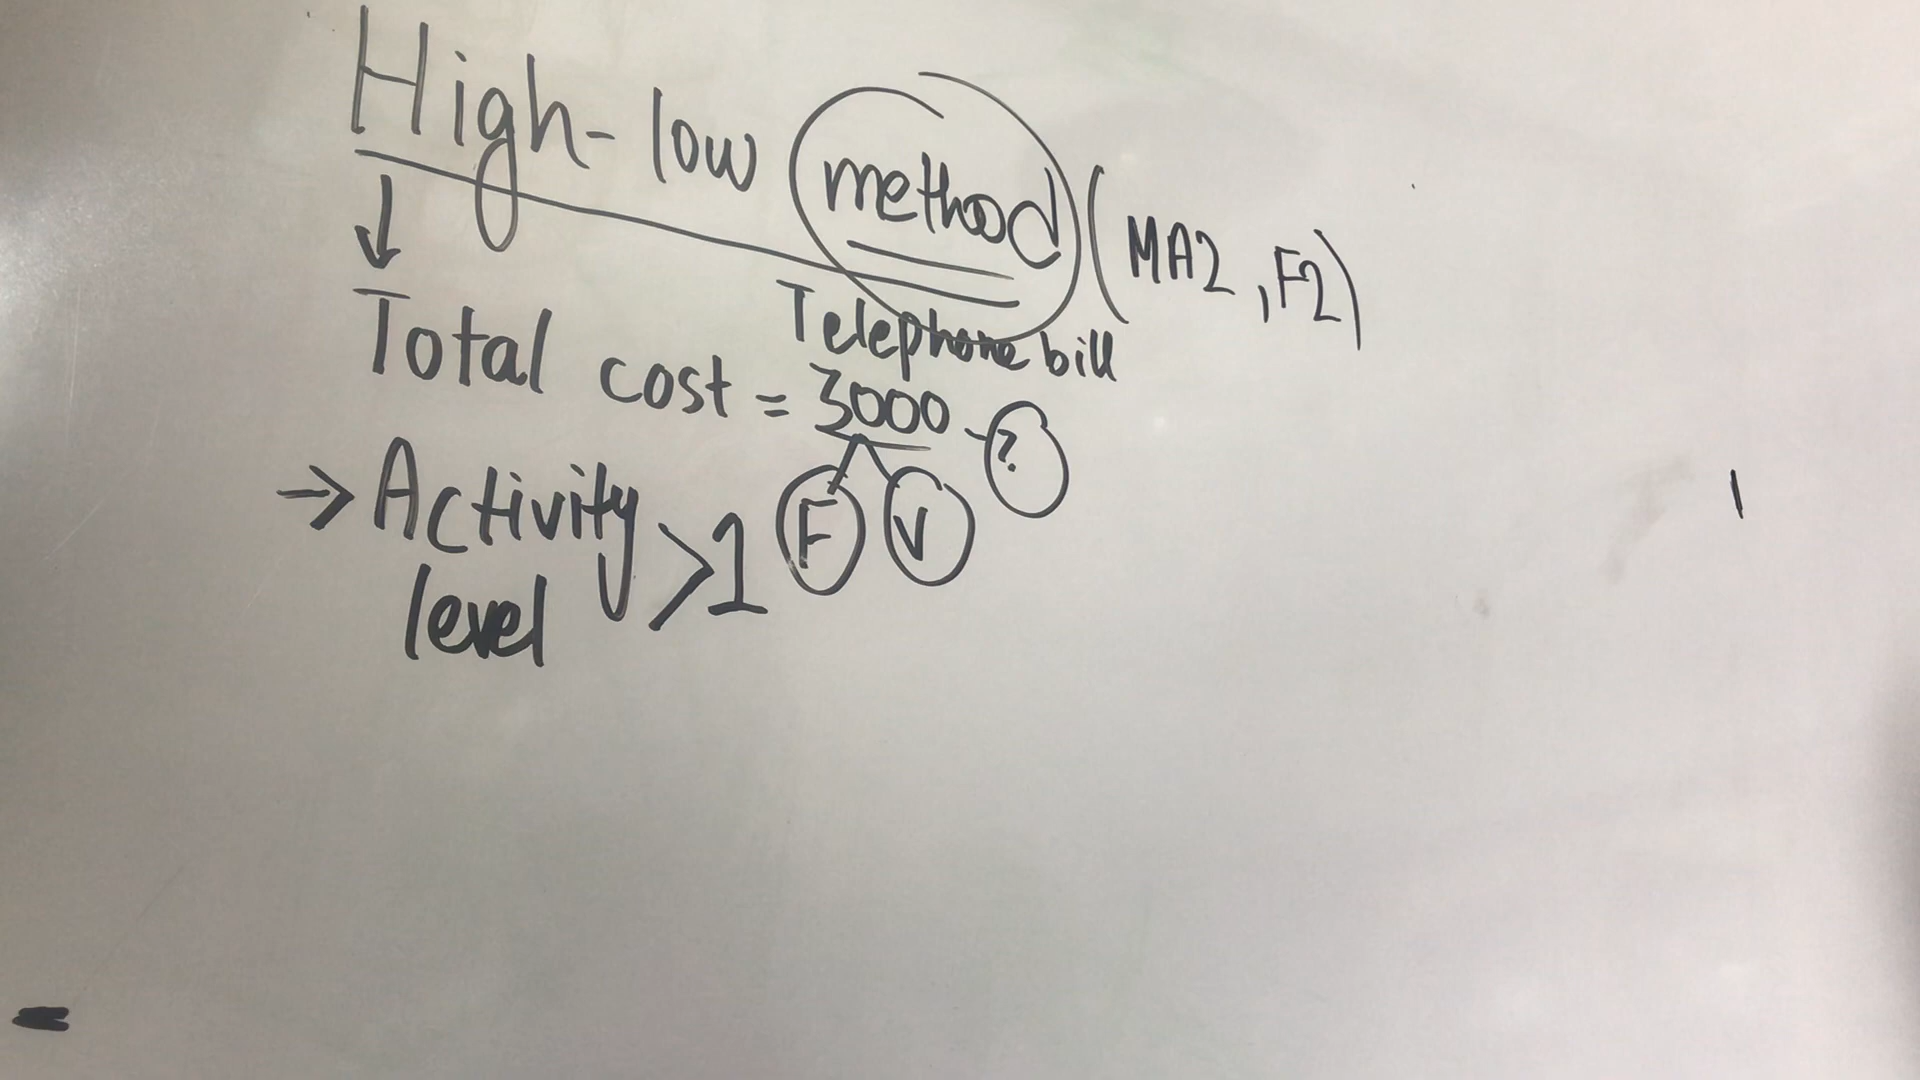 High-low method (MA2, F2)
Telephone bill
Total cost = 3000 - ?
F V
→ Activity level >1